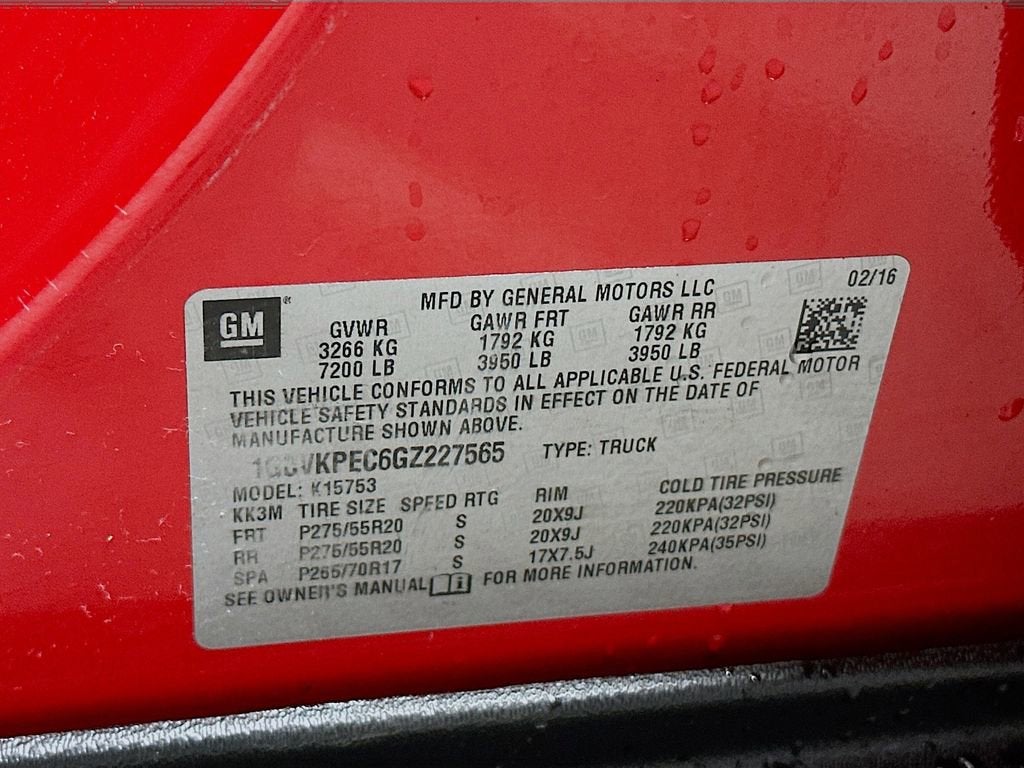 GM ®
MFD BY GENERAL MOTORS LLC 02/16
GVWR GAWR FRT GAWR RR
3266 KG 1792 KG 1792 KG
7200 LB 3950 LB 3950 LB
THIS VEHICLE CONFORMS TO ALL APPLICABLE U.S. FEDERAL MOTOR
VEHICLE SAFETY STANDARDS IN EFFECT ON THE DATE OF
MANUFACTURE SHOWN ABOVE.
1GCVKPEC6GZ227565 TYPE: TRUCK
MODEL: K15753
KK3M TIRE SIZE SPEED RTG RIM COLD TIRE PRESSURE
FRT P275/55R20 S 20X9J 220KPA(32PSI)
RR P275/55R20 S 20X9J 220KPA(32PSI)
SPA P265/70R17 S 17X7.5J 240KPA(35PSI)
SEE OWNER'S MANUAL FOR MORE INFORMATION.